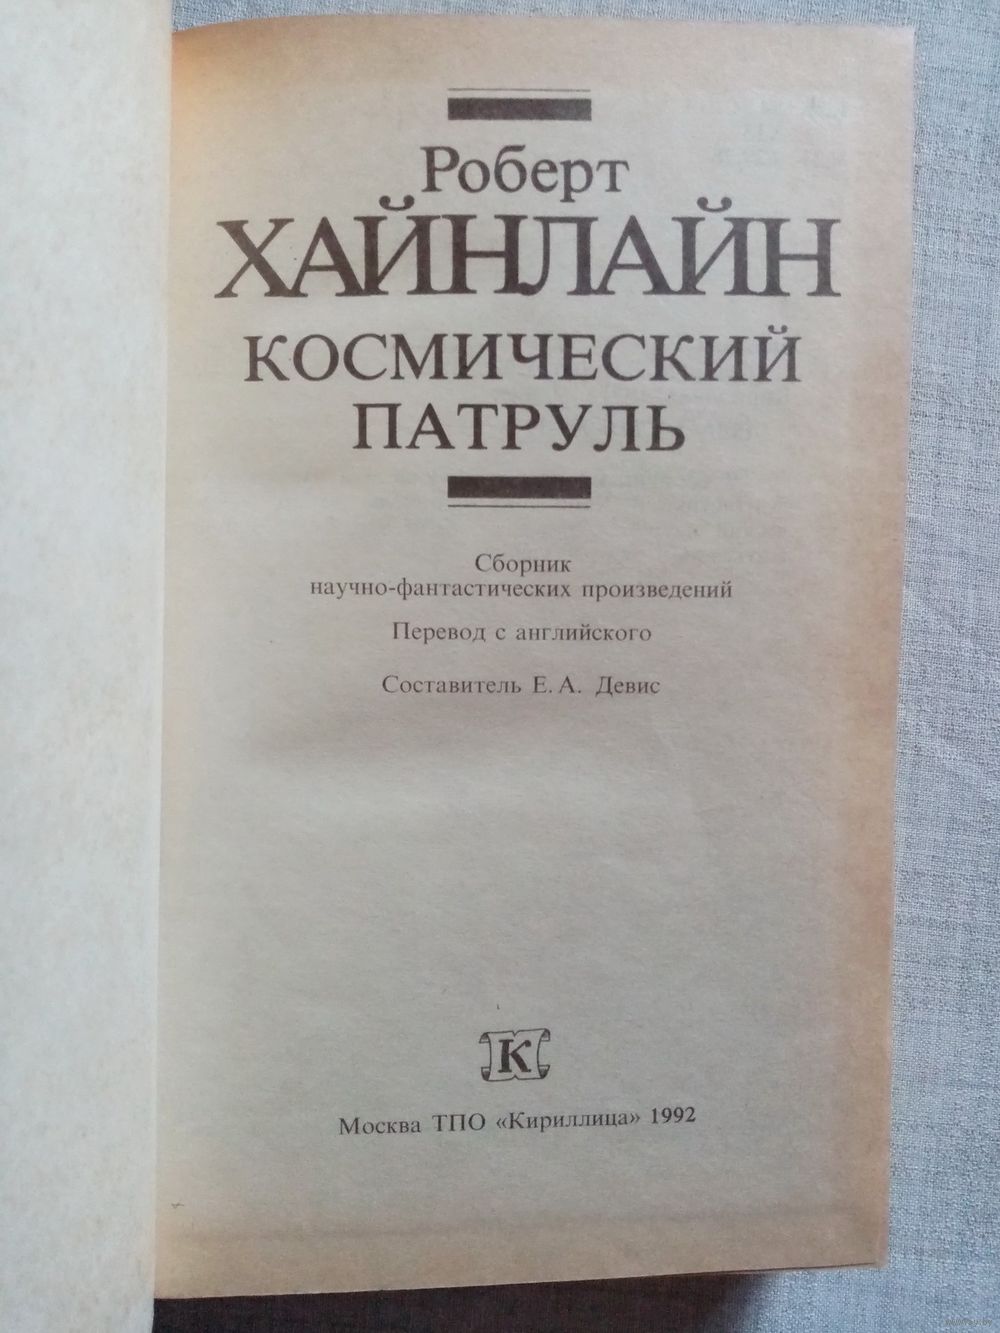 Роберт
ХАЙНЛАЙН
КОСМИЧЕСКИЙ
ПАТРУЛЬ
Сборник
научно-фантастических произведений
Перевод с английского
Составитель Е. А. Девис
К
Москва ТПО «Кириллица» 1992